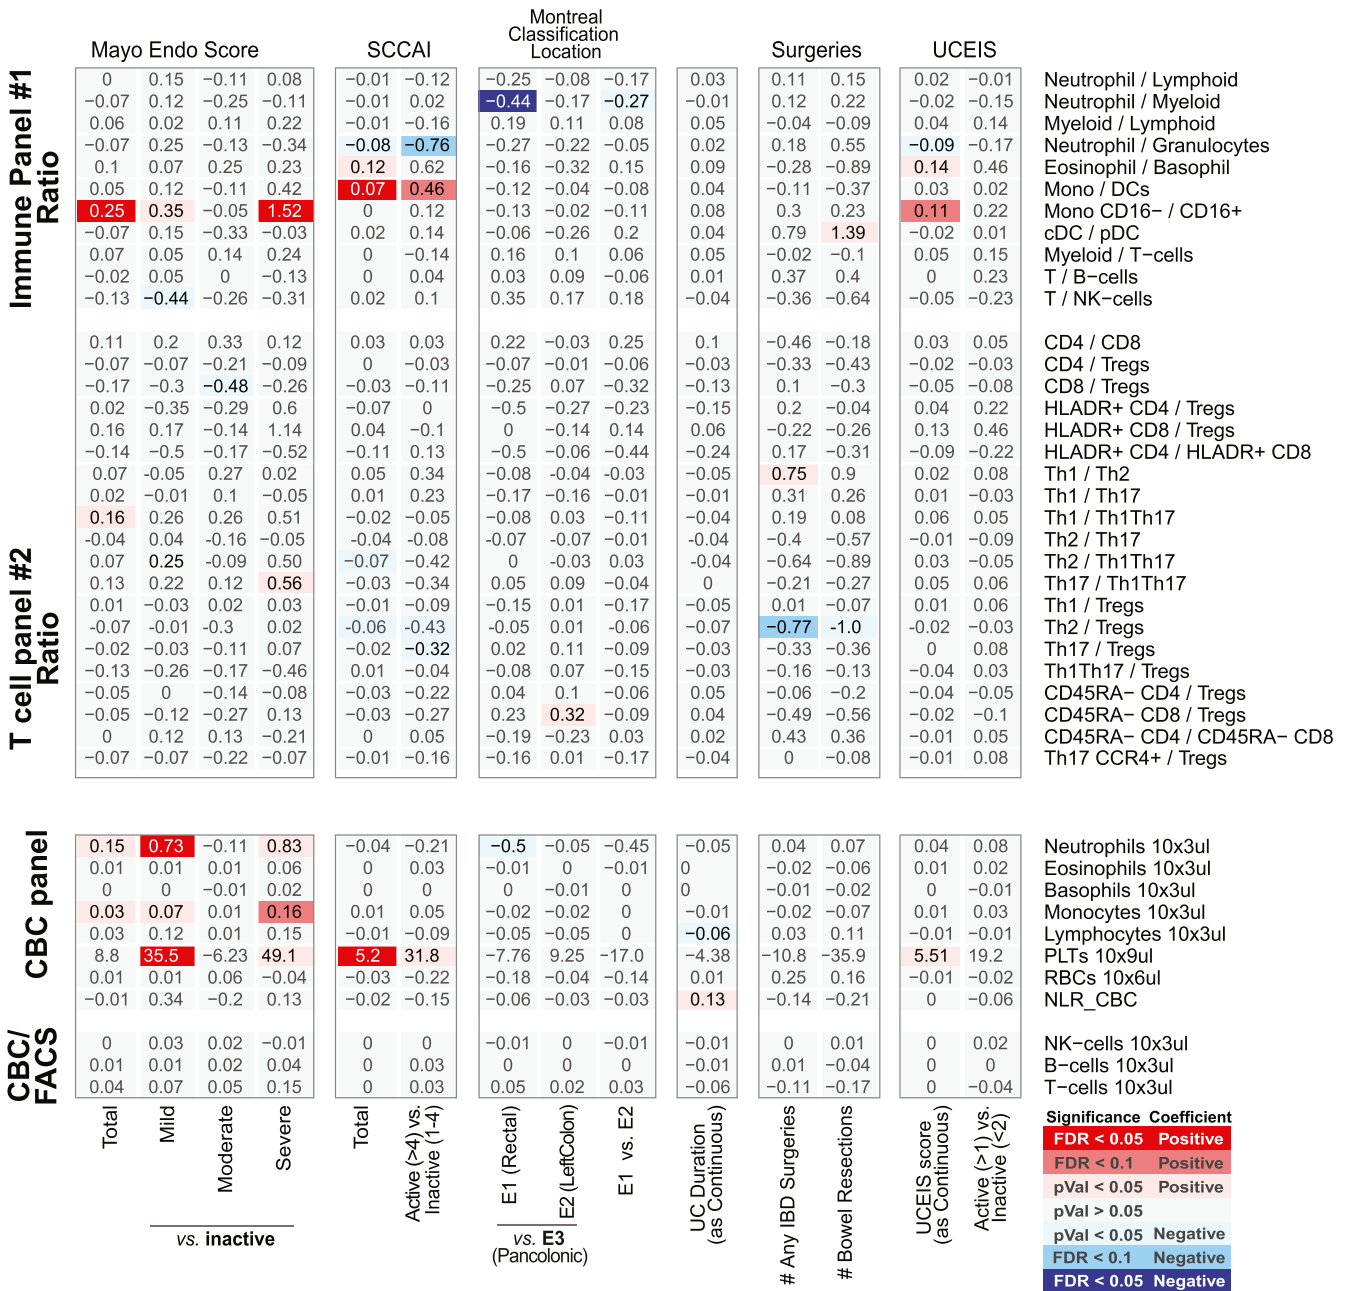 Montreal
Classification
Location
Mayo Endo Score SCCAI Surgeries UCEIS
Immune Panel #1
Ratio
0 0.15 −0.11 0.08 −0.01 −0.12 −0.25 −0.08 −0.17 0.03 0.11 0.15 0.02 −0.01 Neutrophil / Lymphoid
−0.07 0.12 −0.25 −0.11 −0.01 0.02 −0.44 −0.17 −0.27 −0.01 0.12 0.22 −0.02 −0.15 Neutrophil / Myeloid
0.06 0.02 0.11 0.22 −0.01 −0.16 0.19 0.11 0.08 0.05 −0.04 −0.09 0.04 0.14 Myeloid / Lymphoid
−0.07 0.25 −0.13 −0.34 −0.08 −0.76 −0.27 −0.22 −0.05 0.02 0.18 0.55 −0.09 −0.17 Neutrophil / Granulocytes
0.1 0.07 0.25 0.23 0.12 0.62 −0.16 −0.32 0.15 0.09 −0.28 −0.89 0.14 0.46 Eosinophil / Basophil
0.05 0.12 −0.11 0.42 0.07 0.46 −0.12 −0.04 −0.08 0.04 −0.11 −0.37 0.03 0.02 Mono / DCs
0.25 0.35 −0.05 1.52 0 0.12 −0.13 −0.02 −0.11 0.08 0.3 0.23 0.11 0.22 Mono CD16− / CD16+
−0.07 0.15 −0.33 −0.03 0.02 0.14 −0.06 −0.26 0.2 0.04 0.79 1.39 −0.02 0.01 cDC / pDC
0.07 0.05 0.14 0.24 0 −0.14 0.16 0.1 0.06 0.05 −0.02 −0.1 0.05 0.15 Myeloid / T−cells
−0.02 0.05 0 −0.13 0 0.04 0.03 0.09 −0.06 0.01 0.37 0.4 0 0.23 T / B−cells
−0.13 −0.44 −0.26 −0.31 0.02 0.1 0.35 0.17 0.18 −0.04 −0.36 −0.64 −0.05 −0.23 T / NK−cells
T cell panel #2
Ratio
0.11 0.2 0.33 0.12 0.03 0.03 0.22 −0.03 0.25 0.1 −0.46 −0.18 0.03 0.05 CD4 / CD8
−0.07 −0.07 −0.21 −0.09 0 −0.03 −0.07 −0.01 −0.06 −0.03 −0.33 −0.43 −0.01 −0.03 CD4 / Tregs
−0.17 −0.3 −0.48 −0.26 −0.03 −0.11 −0.25 0.07 −0.32 −0.13 0.1 −0.3 −0.05 −0.08 CD8 / Tregs
0.02 −0.35 −0.29 0.6 −0.07 0 −0.5 −0.27 −0.23 −0.15 0.2 −0.04 0.04 0.22 HLADR+ CD4 / Tregs
0.16 0.17 −0.14 1.14 0.04 −0.1 0 −0.14 0.14 0.06 −0.22 −0.26 0.13 0.46 HLADR+ CD8 / Tregs
−0.14 −0.5 −0.17 −0.52 −0.11 0.13 −0.5 −0.06 −0.44 −0.24 0.17 −0.31 −0.09 −0.22 HLADR+ CD4 / HLADR+ CD8
0.07 −0.05 0.27 0.02 0.05 0.34 −0.08 −0.04 −0.03 −0.05 0.75 0.9 0.02 0.08 Th1 / Th2
0.02 −0.01 0.1 −0.05 0.01 0.23 −0.17 −0.16 −0.01 −0.01 0.31 0.26 0.01 −0.03 Th1 / Th17
0.16 0.26 0.26 0.51 −0.02 −0.05 −0.08 0.03 −0.11 −0.04 0.19 0.08 0.06 0.05 Th1 / Th1Th17
−0.04 0.04 −0.16 −0.05 −0.04 −0.08 −0.07 −0.07 −0.01 -0.04 −0.4 −0.57 −0.01 −0.09 Th2 / Th17
0.07 0.25 −0.09 0.50 −0.07 −0.42 0 −0.03 0.03 −0.04 −0.64 −0.89 0.03 −0.05 Th2 / Th1Th17
0.13 0.22 0.12 0.56 −0.03 −0.34 0.05 0.09 −0.04 0 −0.21 −0.27 0.05 0.06 Th17 / Th1Th17
0.01 −0.03 0.02 0.03 −0.01 −0.09 −0.15 0.01 −0.17 −0.05 0.01 −0.07 0.01 0.06 Th1 / Tregs
−0.07 −0.01 -0.3 0.02 −0.06 −0.43 −0.05 0.01 −0.06 −0.07 −0.77 -1.0 −0.02 −0.03 Th2 / Tregs
−0.02 −0.03 −0.11 0.07 −0.02 −0.32 0.02 0.11 −0.09 −0.03 −0.33 −0.36 0 0.08 Th17 / Tregs
−0.13 −0.26 −0.17 −0.46 0.01 −0.04 −0.08 0.07 −0.15 −0.03 −0.16 −0.13 −0.04 0.03 Th1Th17 / Tregs
−0.05 0 −0.14 −0.08 −0.03 −0.22 0.04 0.1 −0.06 0.05 −0.06 −0.2 −0.04 −0.05 CD45RA− CD4 / Tregs
−0.05 −0.12 −0.27 0.13 −0.03 −0.27 0.23 0.32 −0.09 0.04 −0.49 −0.56 −0.02 −0.1 CD45RA− CD8 / Tregs
0 0.12 0.13 −0.21 0 0.05 −0.19 −0.23 0.03 0.02 0.43 0.36 −0.01 0.05 CD45RA− CD4 / CD45RA− CD8
−0.07 −0.07 −0.22 −0.07 −0.01 −0.16 −0.16 0.01 −0.17 −0.04 0 −0.08 −0.01 0.08 Th17 CCR4+ / Tregs
CBC panel
0.15 0.73 −0.11 0.83 −0.04 −0.21 −0.5 −0.05 −0.45 −0.05 0.04 0.07 0.04 0.08 Neutrophils 10x3ul
0.01 0.01 0.01 0.06 0 0.03 −0.01 0 −0.01 0 −0.02 −0.06 0.01 0.02 Eosinophils 10x3ul
0 0 −0.01 0.02 0 0 0 −0.01 0 0 −0.01 −0.02 0 −0.01 Basophils 10x3ul
0.03 0.07 0.01 0.16 0.01 0.05 −0.02 −0.02 0 −0.01 −0.02 −0.07 0.01 0.03 Monocytes 10x3ul
0.03 0.12 0.01 0.15 −0.01 −0.09 −0.05 −0.05 0 −0.06 0.03 0.11 −0.01 −0.01 Lymphocytes 10x3ul
8.8 35.5 −6.23 49.1 5.2 31.8 −7.76 9.25 −17.0 −4.38 −10.8 −35.9 5.51 19.2 PLTs 10x9ul
0.01 0.01 0.06 −0.04 −0.03 −0.22 −0.18 −0.04 −0.14 0.01 0.25 0.16 −0.01 −0.02 RBCs 10x6ul
−0.01 0.34 −0.2 0.13 −0.02 −0.15 −0.06 −0.03 −0.03 0.13 −0.14 −0.21 0 −0.06 NLR_CBC
CBC/
FACS
0 0.03 0.02 −0.01 0 0 −0.01 0 −0.01 −0.01 0 0.01 0 0.02 NK−cells 10x3ul
0.01 0.01 0.02 0.04 0 0.03 0 0 0 −0.01 0.01 −0.04 0 0 B−cells 10x3ul
0.04 0.07 0.05 0.15 0 0.03 0.05 0.02 0.03 −0.06 −0.11 −0.17 0 −0.04 T−cells 10x3ul
Total
Mild
Moderate
Severe
vs. inactive
Total
Active (>4) vs.
Inactive (1-4)
E1 (Rectal)
E2 (LeftColon)
vs. E3
(Pancolonic)
E1 vs. E2
UC Duration
(as Continuous)
# Any IBD Surgeries
# Bowel Resections
UCEIS score
(as Continuous)
Active (>1) vs.
Inactive (<2)
Significance Coefficient
FDR < 0.05 Positive
FDR < 0.1 Positive
pVal < 0.05 Positive
pVal > 0.05
pVal < 0.05 Negative
FDR < 0.1 Negative
FDR < 0.05 Negative